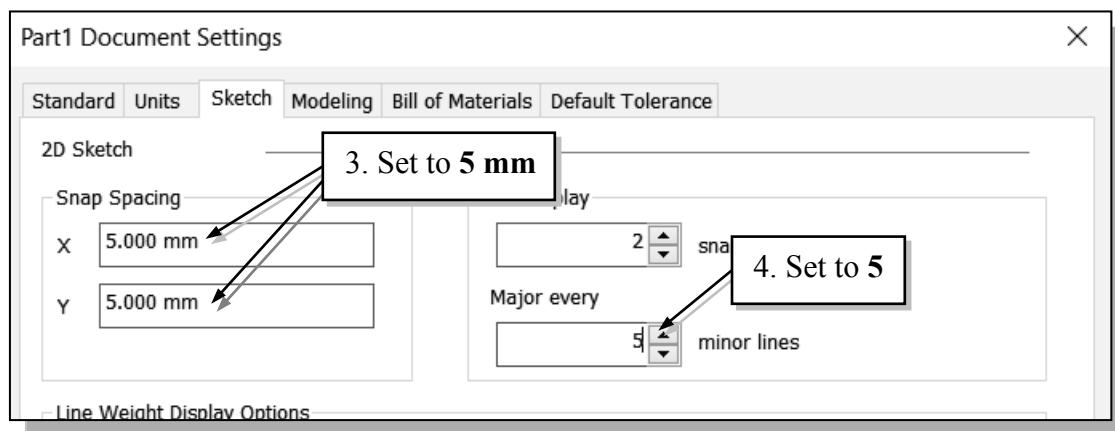 Part1 Document Settings
Standard Units Sketch Modeling Bill of Materials Default Tolerance
2D Sketch
3. Set to 5 mm
Snap Spacing
play
X 5.000 mm
2 sna
4. Set to 5
Y 5.000 mm
Major every
5 minor lines
Line Weight Display Options